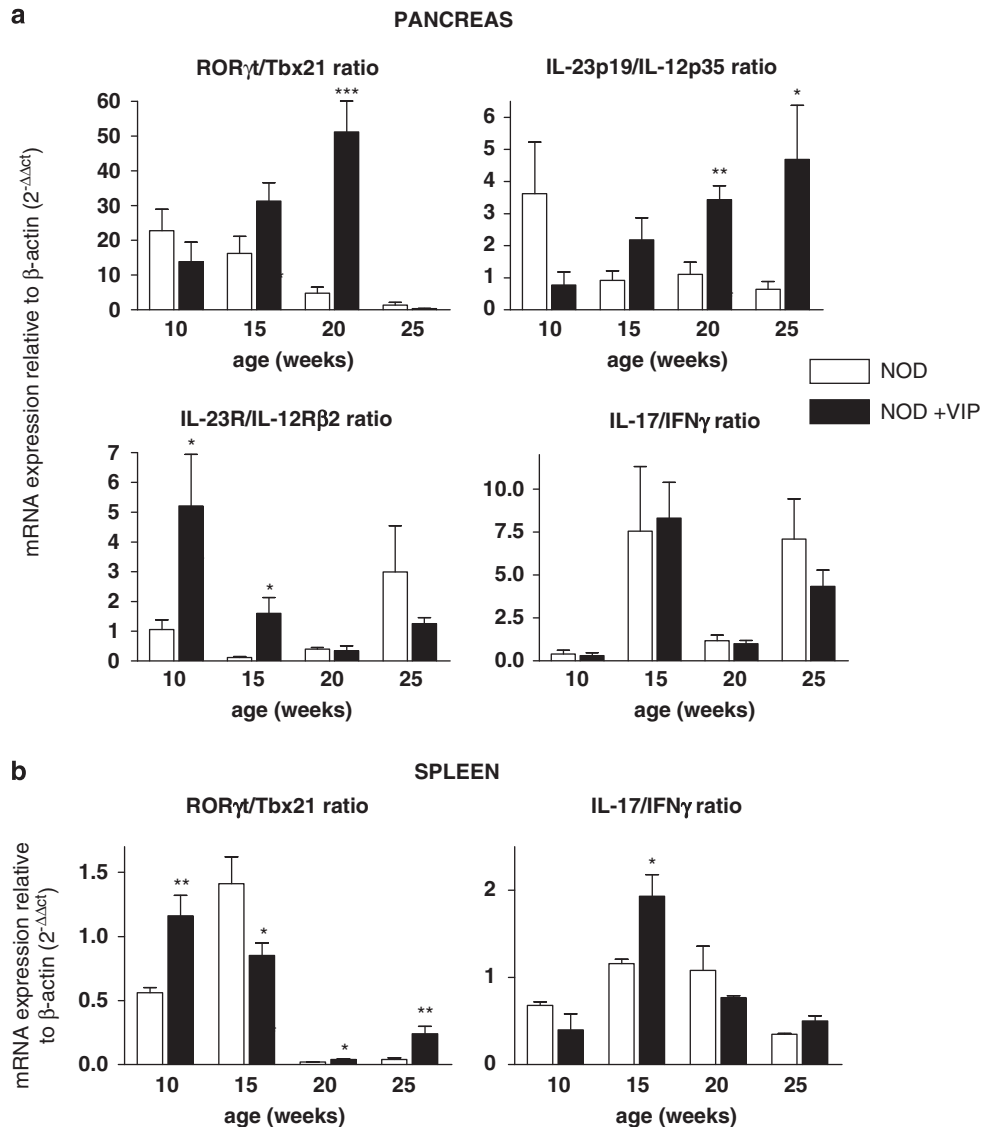 a
PANCREAS
RORγt/Tbx21 ratio
IL-23p19/IL-12p35 ratio
mRNA expression relative to β-actin (2-ΔΔct)
60
50
40
30
20
10
0
***
10 15 20 25
age (weeks)
6
5
4
3
2
1
0
**
*
10 15 20 25
age (weeks)
NOD
NOD +VIP
IL-23R/IL-12Rβ2 ratio
IL-17/IFNγ ratio
7
6
5
4
3
2
1
0
*
*
10 15 20 25
age (weeks)
10.0
7.5
5.0
2.5
0.0
10 15 20 25
age (weeks)
b
SPLEEN
RORγt/Tbx21 ratio
IL-17/IFNγ ratio
mRNA expression relative
to β-actin (2-ΔΔct)
1.5
1.0
0.5
0.0
**
*
*
**
10 15 20 25
age (weeks)
2
1
0
*
10 15 20 25
age (weeks)